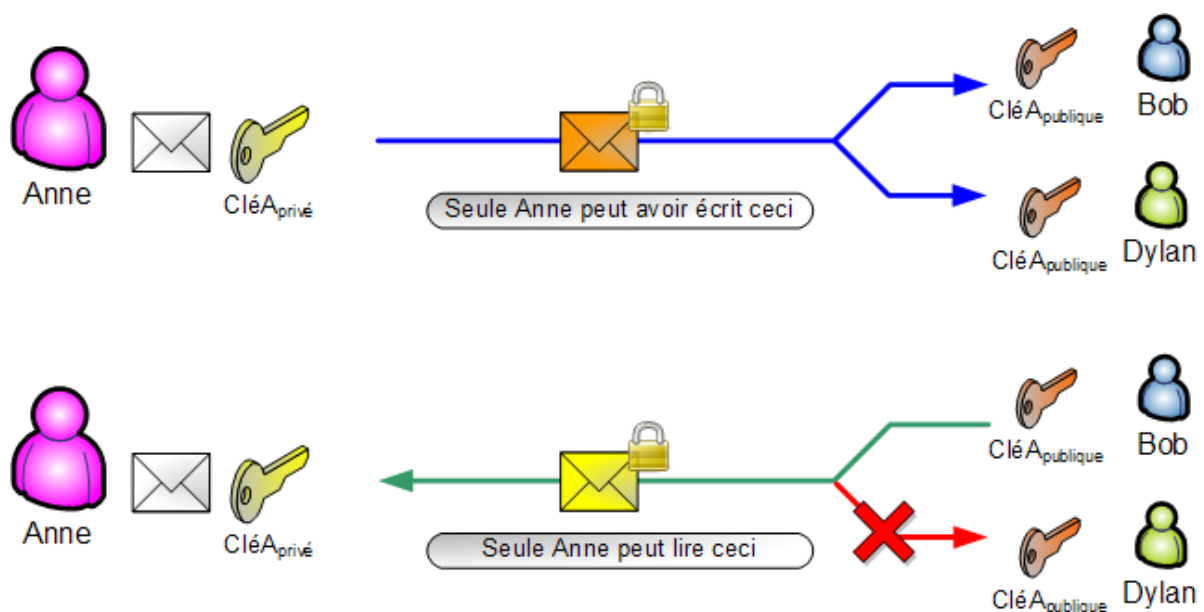 Anne
CléAprivé
Seule Anne peut avoir écrit ceci
CléApublique
Bob
CléApublique
Dylan
Anne
CléAprivé
Seule Anne peut lire ceci
CléApublique
Bob
CléApublique
Dylan